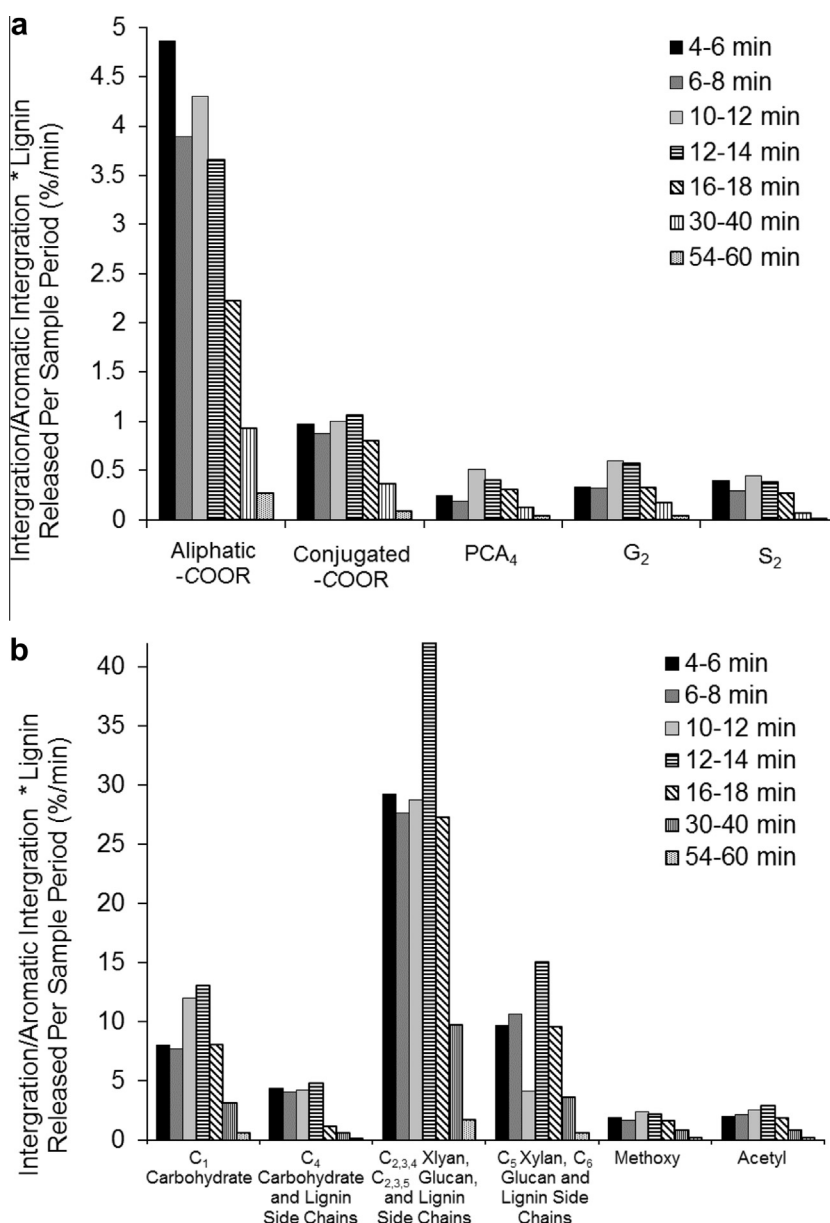 a
Intergration/Aromatic Intergration * Lignin
Released Per Sample Period (%/min)
5
4.5
4
3.5
3
2.5
2
1.5
1
0.5
0
4-6 min
6-8 min
10-12 min
12-14 min
16-18 min
30-40 min
54-60 min
Aliphatic
-COOR
Conjugated
-COOR
PCA₄
G₂
S₂
b
Intergration/Aromatic Intergration * Lignin
Released Per Sample Period (%/min)
40
35
30
25
20
15
10
5
0
4-6 min
6-8 min
10-12 min
12-14 min
16-18 min
30-40 min
54-60 min
C₁
Carbohydrate
C₄
Carbohydrate
and Lignin
Side Chains
C₂,₃,₄ Xlyan,
C₂,₃,₅ Glucan,
and Lignin
Side Chains
C₅ Xylan, C₆
Glucan and
Lignin Side
Chains
Methoxy
Acetyl